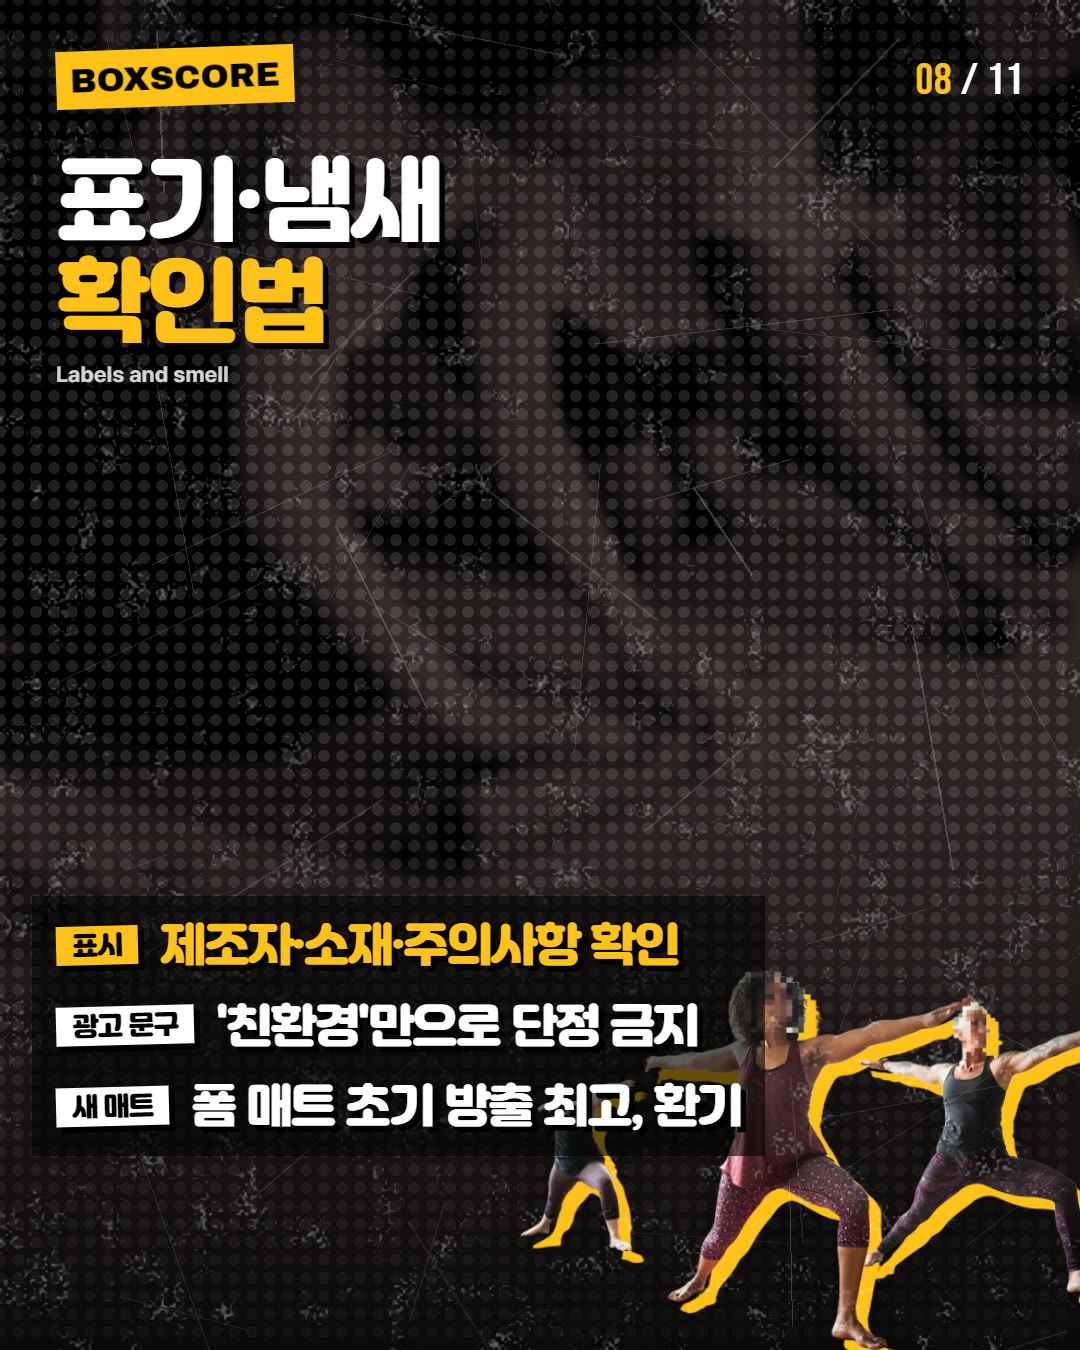 BOXSCORE
08 / 11
표기·냄새
확인법
Labels and smell
표시 제조자·소재·주의사항 확인
광고 문구 '친환경'만으로 단정 금지
새 매트 폼 매트 초기 방출 최고, 환기